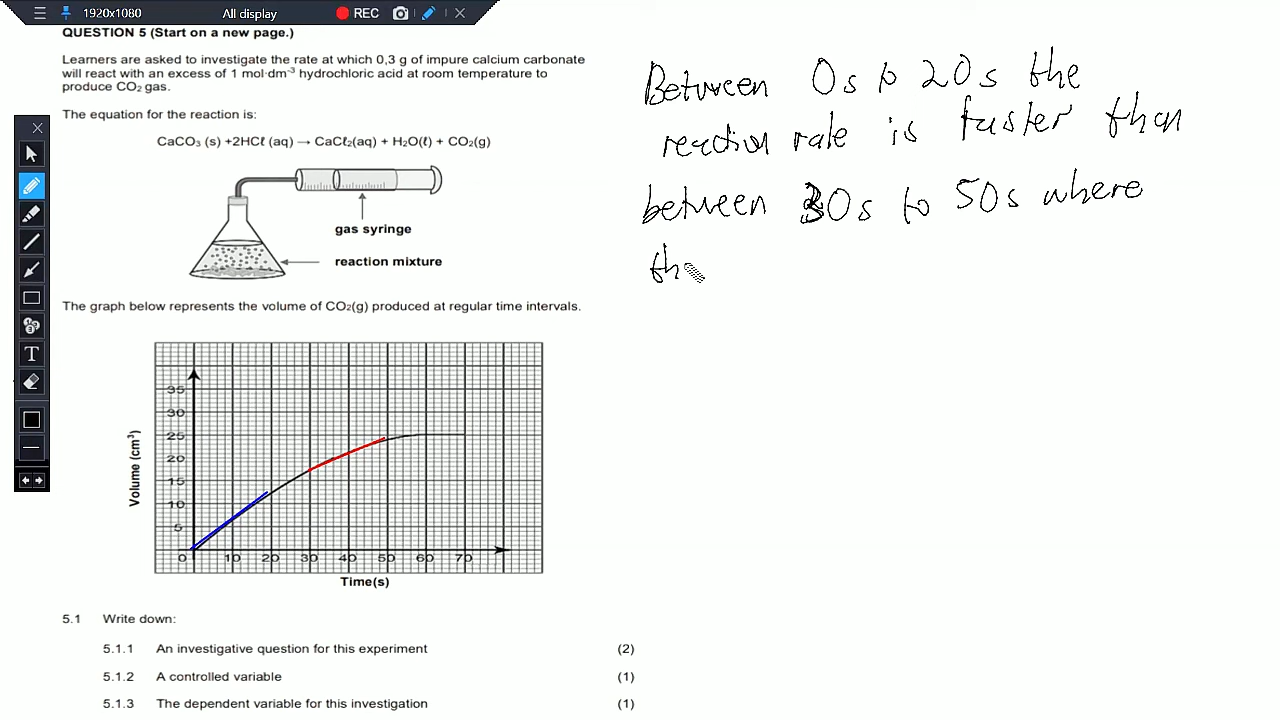 1920x1080
All display
REC
QUESTION 5 (Start on a new page.)
Learners are asked to investigate the rate at which 0,3 g of impure calcium carbonate
will react with an excess of 1 mol·dm⁻³ hydrochloric acid at room temperature to
produce CO₂ gas.
The equation for the reaction is:
CaCO₃ (s) +2HCℓ (aq) → CaCℓ₂(aq) + H₂O(ℓ) + CO₂(g)
gas syringe
reaction mixture
The graph below represents the volume of CO₂(g) produced at regular time intervals.
Volume (cm³)
35
30
25
20
15
10
5
0 10 20 30 40 50 60 70
Time(s)
5.1 Write down:
5.1.1 An investigative question for this experiment (2)
5.1.2 A controlled variable (1)
5.1.3 The dependent variable for this investigation (1)
Between 0s to 20s the
reaction rate is faster than
between 30s to 50s where
the
T